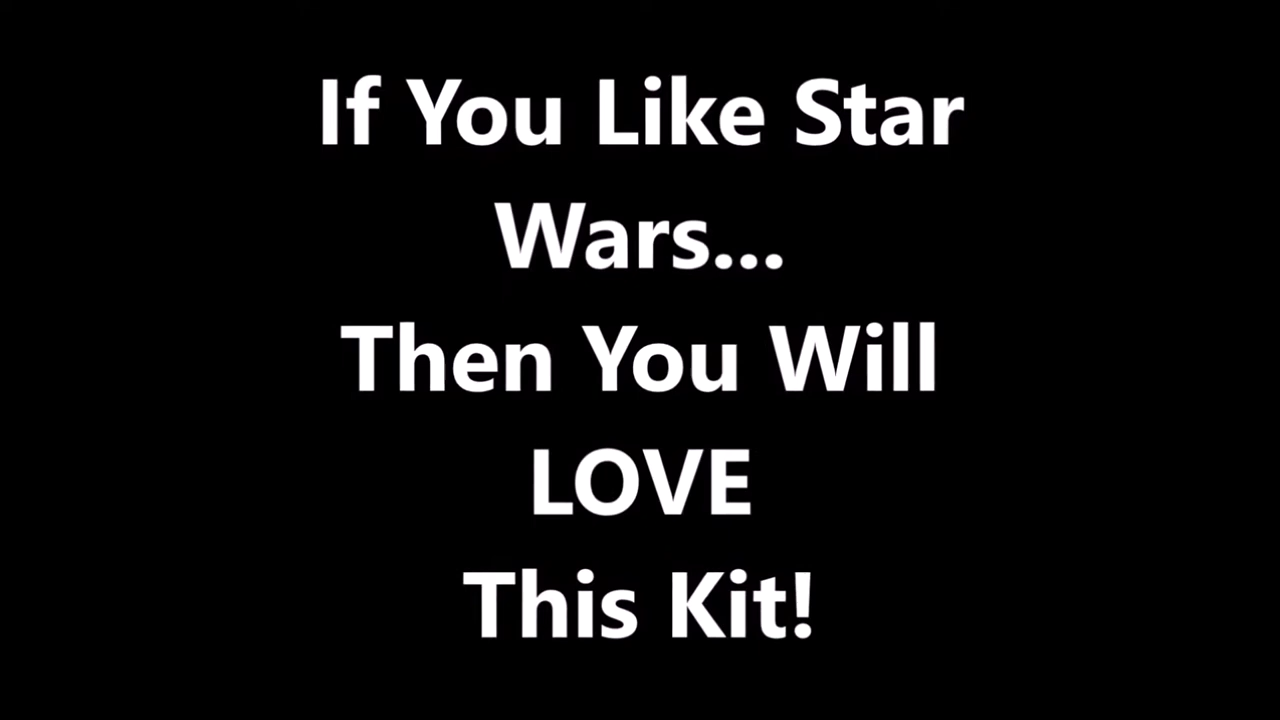 If You Like Star
Wars...
Then You Will
LOVE
This Kit!